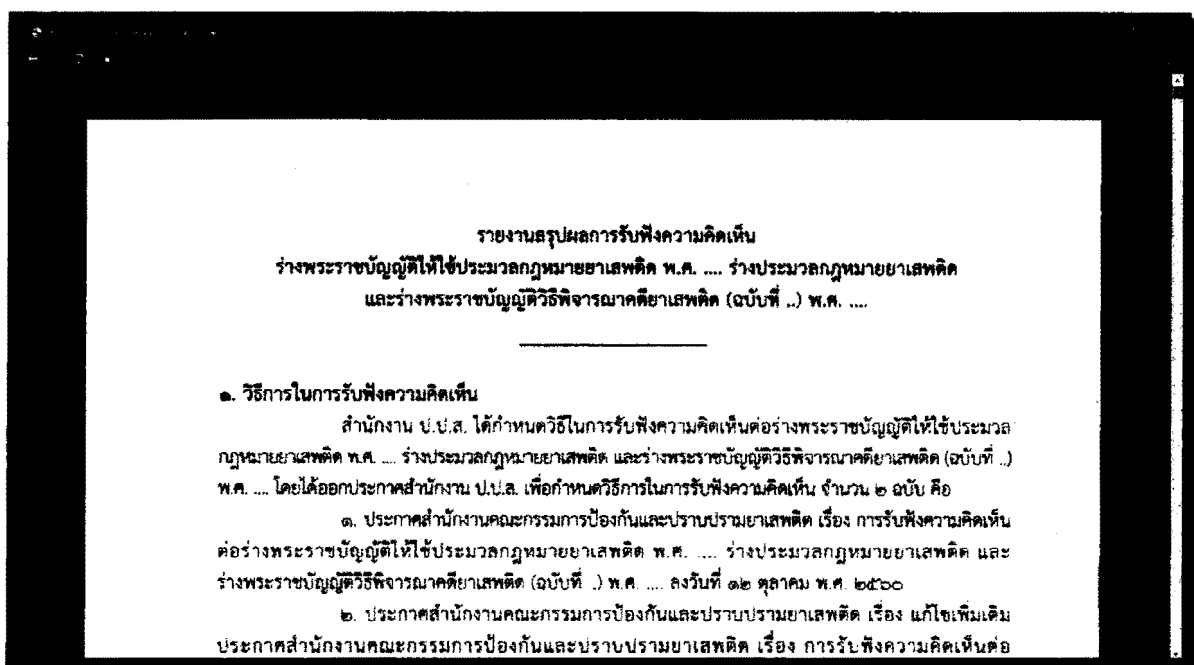 รายงานสรุปผลการรับฟังความคิดเห็น
ร่างพระราชบัญญัติให้ใช้ประมวลกฎหมายยาเสพติด พ.ศ. .... ร่างประมวลกฎหมายยาเสพติด
และร่างพระราชบัญญัติวิธีพิจารณาคดียาเสพติด (ฉบับที่ ..) พ.ศ. ....
๑. วิธีการในการรับฟังความคิดเห็น
สำนักงาน ป.ป.ส. ได้กำหนดวิธีในการรับฟังความคิดเห็นต่อร่างพระราชบัญญัติให้ใช้ประมวล
กฎหมายยาเสพติด พ.ศ. .... ร่างประมวลกฎหมายยาเสพติด และร่างพระราชบัญญัติวิธีพิจารณาคดียาเสพติด (ฉบับที่ ..)
พ.ศ. .... โดยได้ออกประกาศสำนักงาน ป.ป.ส. เพื่อกำหนดวิธีการในการรับฟังความคิดเห็น จำนวน ๒ ฉบับ คือ
๑. ประกาศสำนักงานคณะกรรมการป้องกันและปราบปรามยาเสพติด เรื่อง การรับฟังความคิดเห็น
ต่อร่างพระราชบัญญัติให้ใช้ประมวลกฎหมายยาเสพติด พ.ศ. .... ร่างประมวลกฎหมายยาเสพติด และ
ร่างพระราชบัญญัติวิธีพิจารณาคดียาเสพติด (ฉบับที่ ..) พ.ศ. .... ลงวันที่ ๑๒ ตุลาคม พ.ศ. ๒๕๖๐
๒. ประกาศสำนักงานคณะกรรมการป้องกันและปราบปรามยาเสพติด เรื่อง แก้ไขเพิ่มเติม
ประกาศสำนักงานคณะกรรมการป้องกันและปราบปรามยาเสพติด เรื่อง การรับฟังความคิดเห็นต่อ